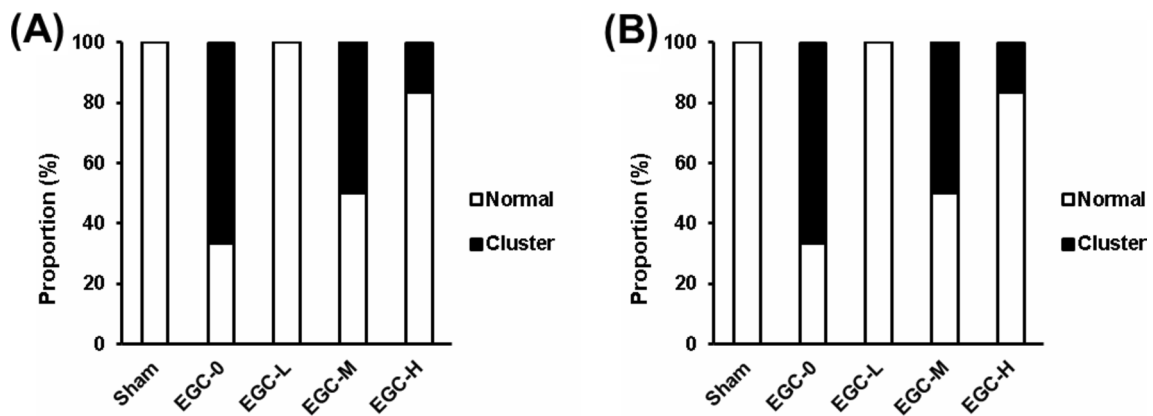 (A)
Proportion (%)
100
80
60
40
20
0
Sham
EGC-0
EGC-L
EGC-M
EGC-H
Normal
Cluster
(B)
Proportion (%)
100
80
60
40
20
0
Sham
EGC-0
EGC-L
EGC-M
EGC-H
Normal
Cluster